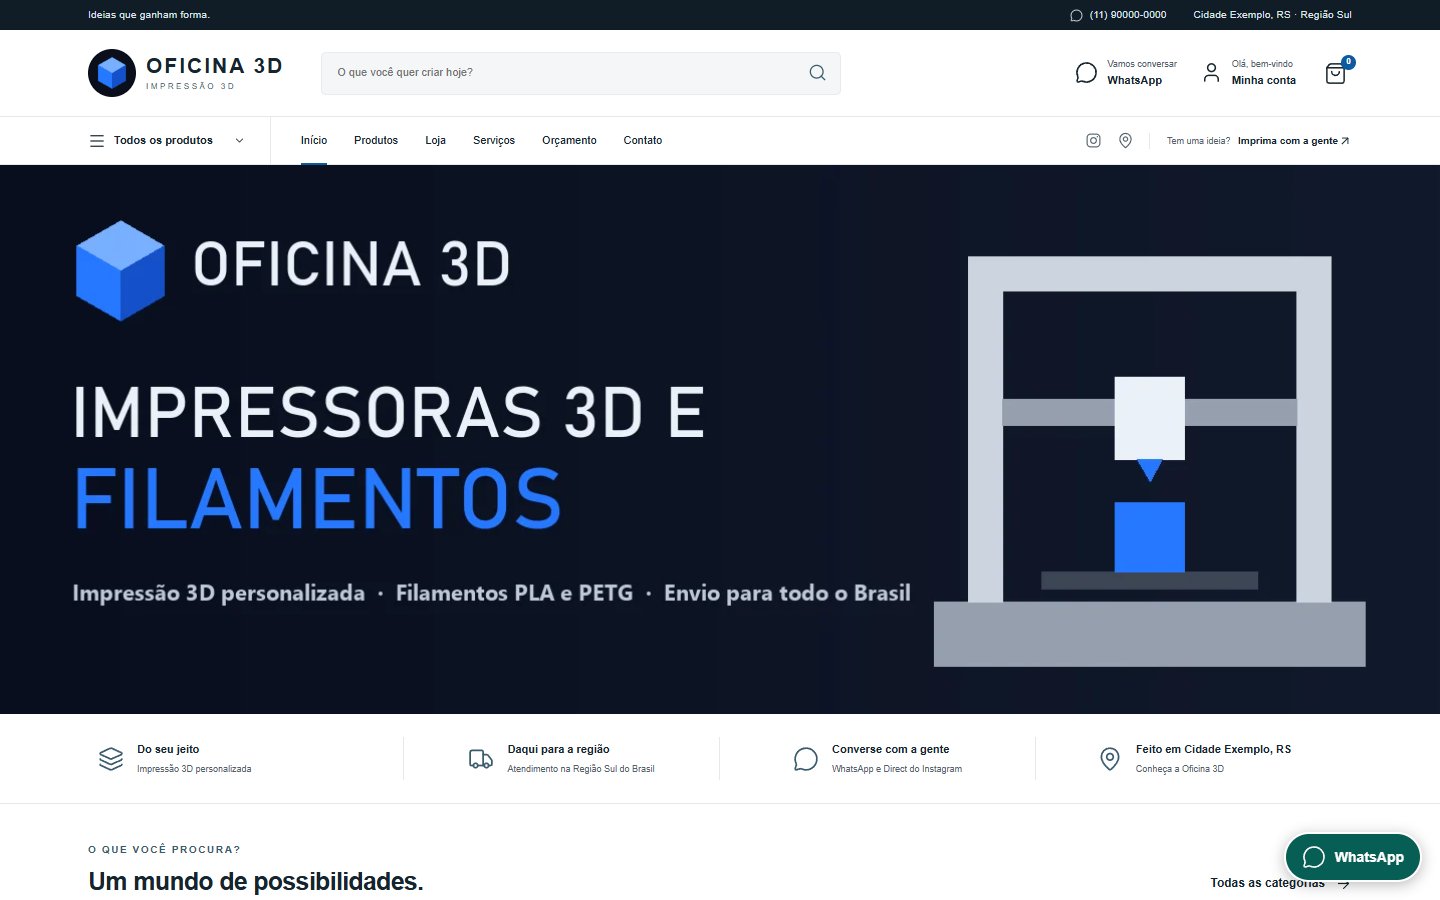 Ideias que ganham forma.
(11) 90000-0000
Cidade Exemplo, RS · Região Sul
OFICINA 3D
IMPRESSÃO 3D
O que você quer criar hoje?
Vamos conversar
WhatsApp
Olá, bem-vindo
Minha conta
0
Todos os produtos
Início
Produtos
Loja
Serviços
Orçamento
Contato
Tem uma ideia? Imprima com a gente
OFICINA 3D
IMPRESSORAS 3D E
FILAMENTOS
Impressão 3D personalizada · Filamentos PLA e PETG · Envio para todo o Brasil
Do seu jeito
Impressão 3D personalizada
Daqui para a região
Atendimento na Região Sul do Brasil
Converse com a gente
WhatsApp e Direct do Instagram
Feito em Cidade Exemplo, RS
Conheça a Oficina 3D
O QUE VOCÊ PROCURA?
Um mundo de possibilidades.
Todas as categorias
WhatsApp